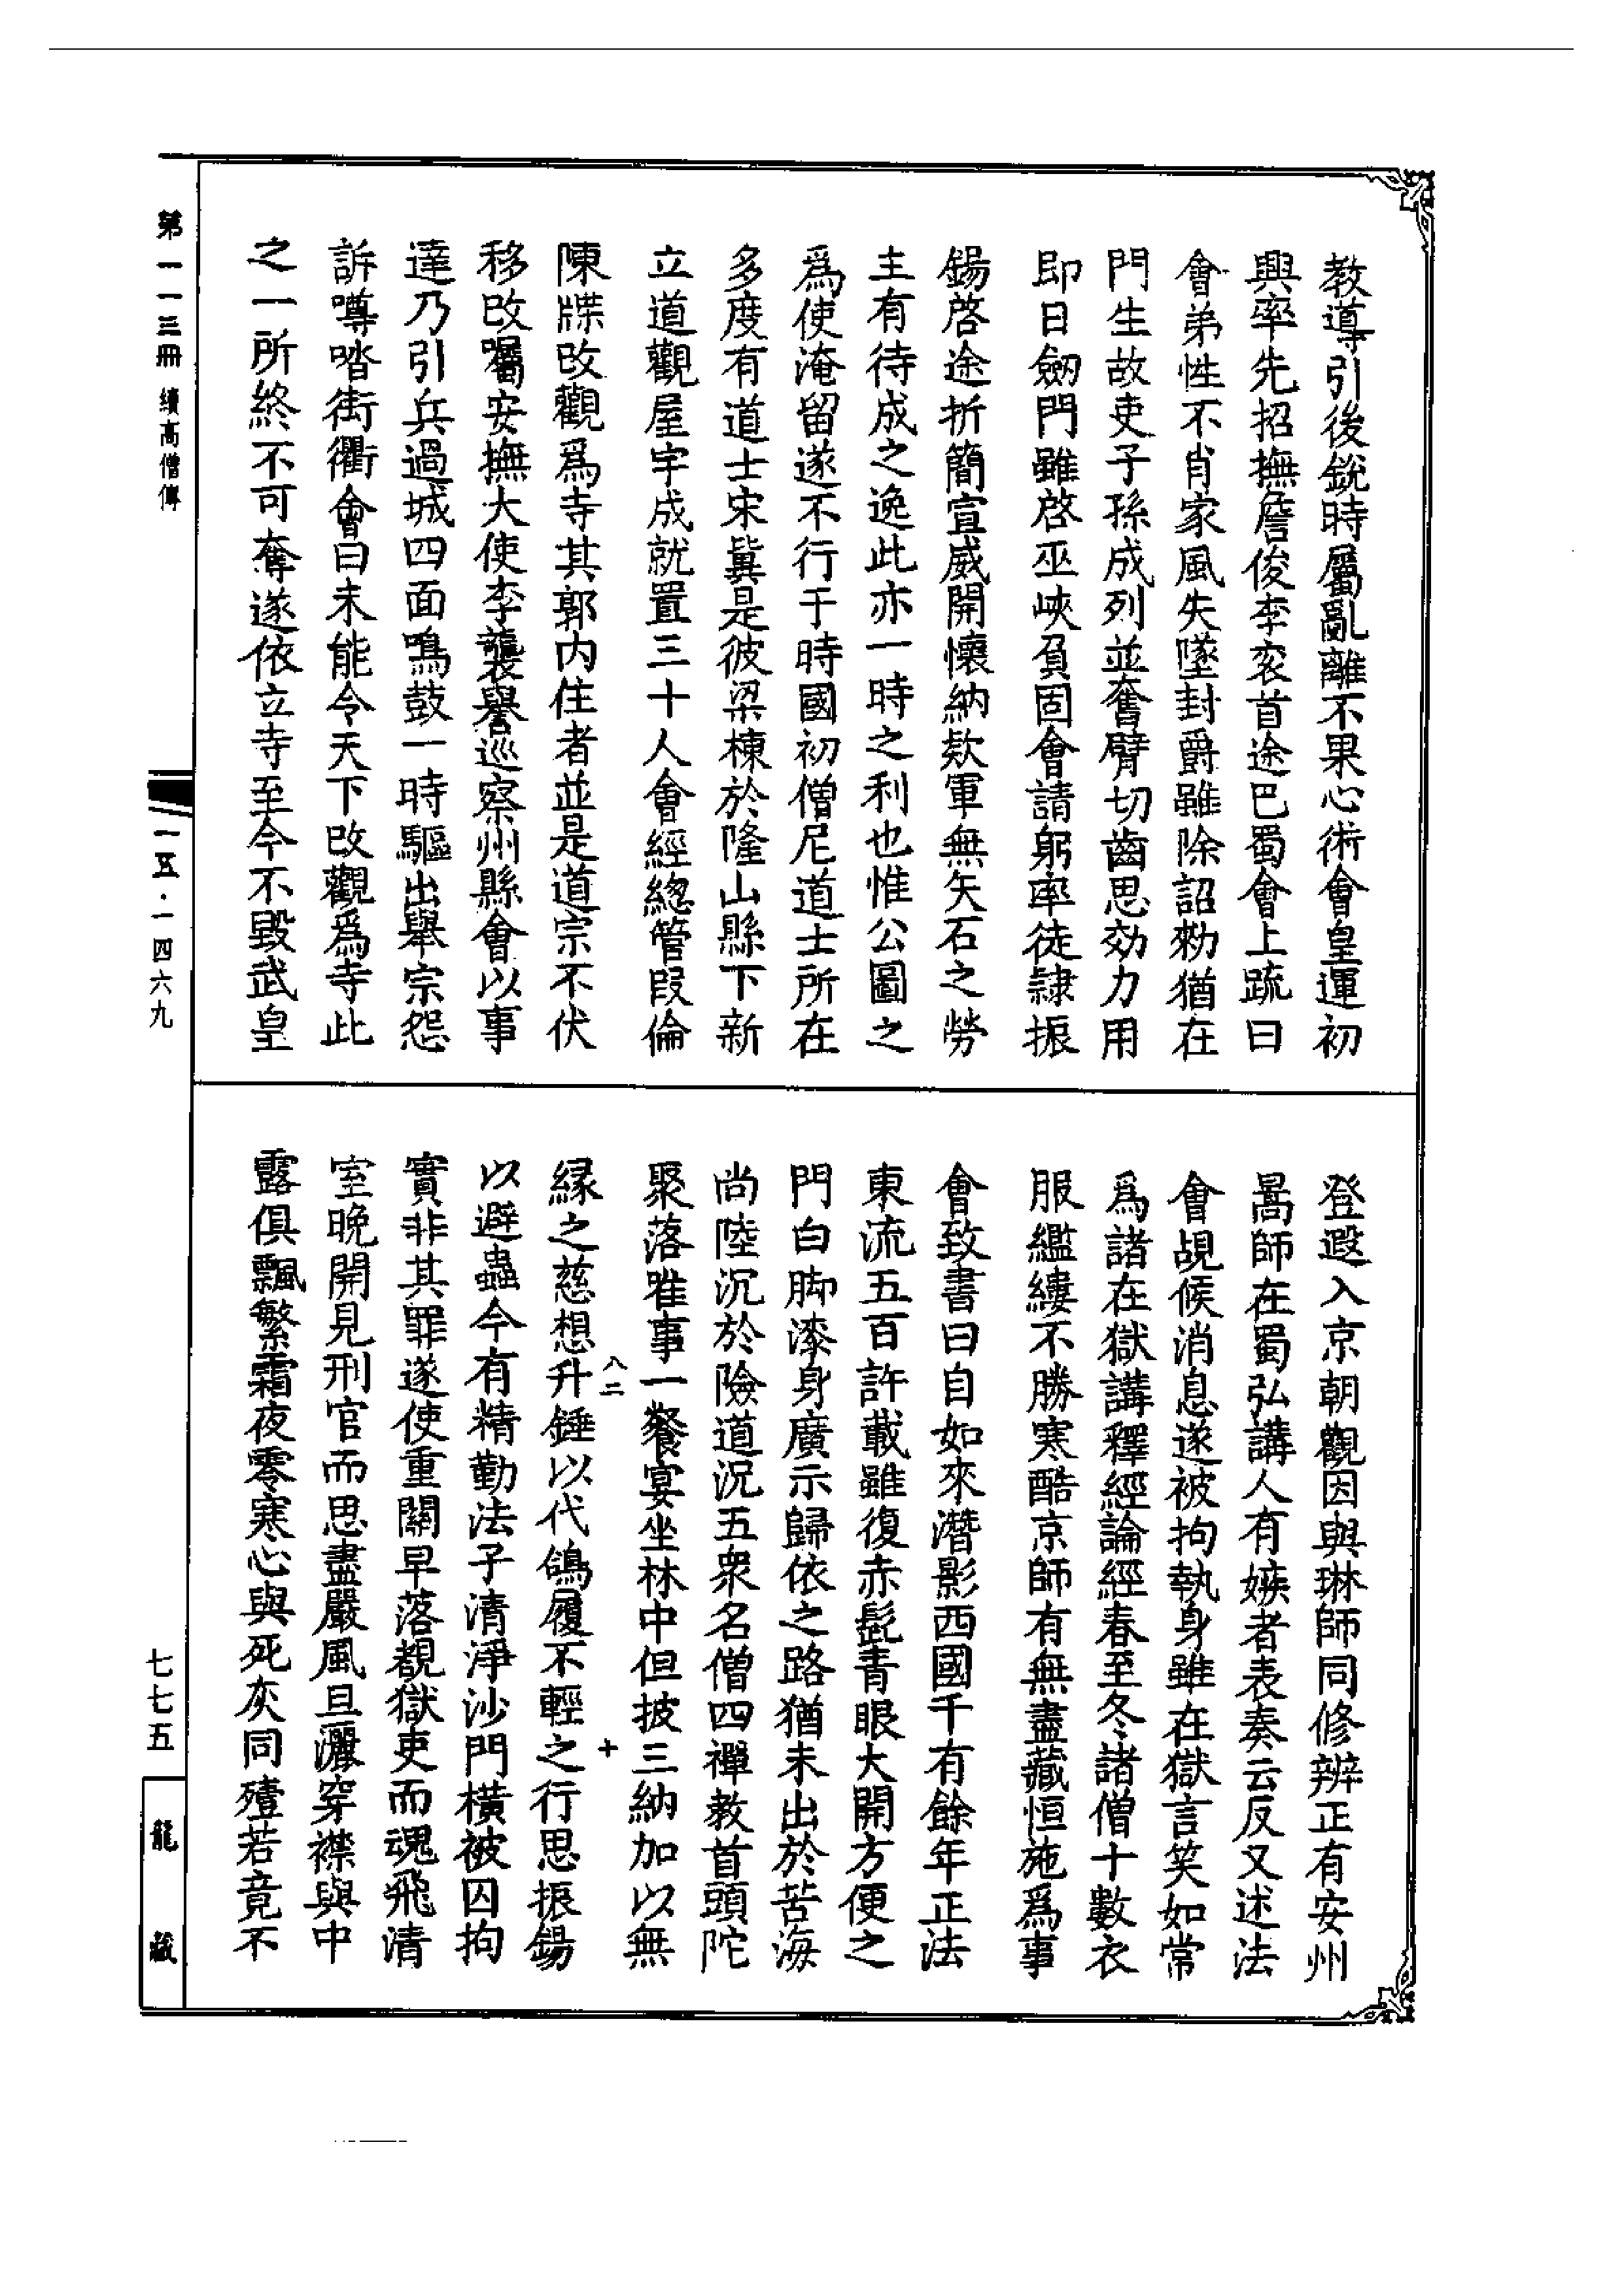 教導引後銳時屬亂離不果心術會皇運初
興率先招撫詹俊李衮首途巴蜀會上疏曰
會弟性不肖家風失墜封爵雖除詔勑猶在
門生故吏子孫成列並奮臂切齒思効力用
即日劒門雖啓巫峽負固會請躬率徒隷振
錫啓途折簡宣威開懷納欵軍無矢石之勞
主有待成之逸此亦一時之利也惟公圖之
爲使淹留遂不行于時國初僧尼道士所在
多度有道士宋冀是彼梁棟於隆山縣下新
立道觀屋宇成就置三十人會經總管段倫
陳牒改觀爲寺其郭内住者並是道宗不伏
移改囑安撫大使李襲譽巡察州縣會以事
達乃引兵過城四面鳴鼓一時驅出舉宗怨
訴噂㳫街衢會曰未能令天下改觀爲寺此
之一所終不可奪遂依立寺至今不毀武皇
登遐入京朝觀因與琳師同修辨正有安州
暠師在蜀弘講人有嫉者表奏云反又述法
會覘候消息遂被拘執身雖在獄言笑如常
爲諸在獄講釋經論經春至冬諸僧十數衣
服繿縷不勝寒酷京師有無盡藏恒施爲事
會致書曰自如來潛影西國千有餘年正法
東流五百許載雖復赤髭青眼大開方便之
門白脚漆身廣示歸依之路猶未出於苦海
尚陸沉於險道況五衆名僧四禪教首頭陀
聚落唯事一餐宴坐林中但披三納加以無
縁之慈想升錘以代鴿履不輕之行思振錫
八二
十
以避蟲今有精勤法子清淨沙門橫被囚拘
實非其罪遂使重關早落覩獄吏而魂飛清
室晚開見刑官而思盡嚴風旦灑穿襟與中
露俱飄繁霜夜零寒心與死灰同殪若竟不
第一一三冊 續高僧傳
一五·一四六九
七七五
龍藏